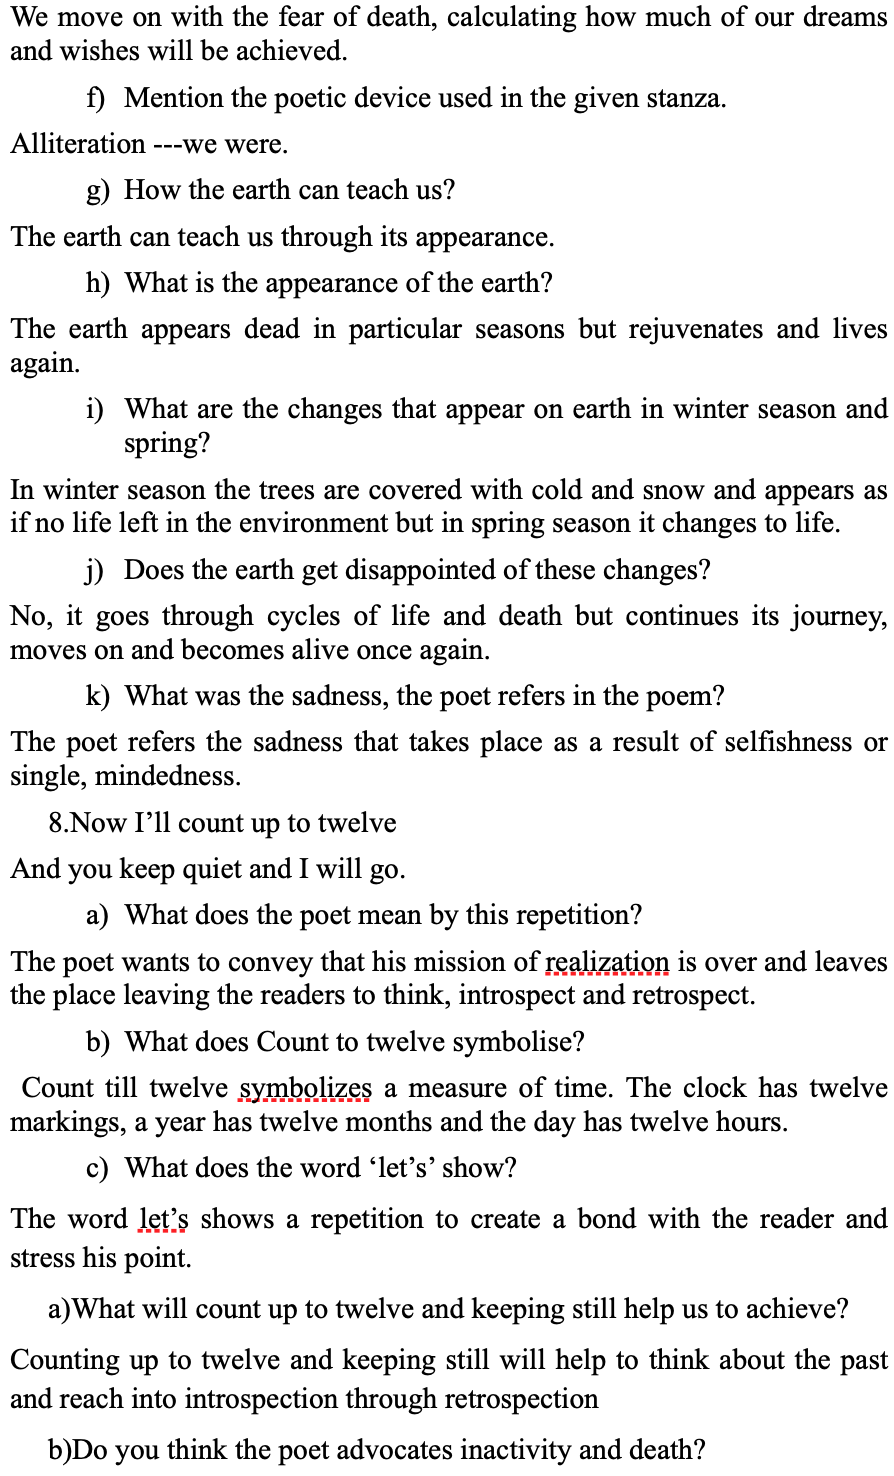 We move on with the fear of death, calculating how much of our dreams
and wishes will be achieved.
f) Mention the poetic device used in the given stanza.
Alliteration ---we were.
g) How the earth can teach us?
The earth can teach us through its appearance.
h) What is the appearance of the earth?
The earth appears dead in particular seasons but rejuvenates and lives
again.
i) What are the changes that appear on earth in winter season and
spring?
In winter season the trees are covered with cold and snow and appears as
if no life left in the environment but in spring season it changes to life.
j) Does the earth get disappointed of these changes?
No, it goes through cycles of life and death but continues its journey,
moves on and becomes alive once again.
k) What was the sadness, the poet refers in the poem?
The poet refers the sadness that takes place as a result of selfishness or
single, mindedness.
8.Now I’ll count up to twelve
And you keep quiet and I will go.
a) What does the poet mean by this repetition?
The poet wants to convey that his mission of realization is over and leaves
the place leaving the readers to think, introspect and retrospect.
b) What does Count to twelve symbolise?
Count till twelve symbolizes a measure of time. The clock has twelve
markings, a year has twelve months and the day has twelve hours.
c) What does the word ‘let’s’ show?
The word let’s shows a repetition to create a bond with the reader and
stress his point.
a)What will count up to twelve and keeping still help us to achieve?
Counting up to twelve and keeping still will help to think about the past
and reach into introspection through retrospection
b)Do you think the poet advocates inactivity and death?